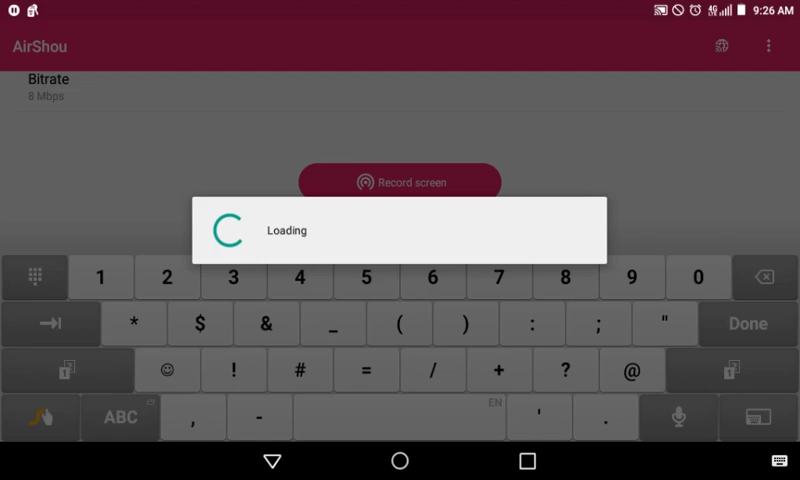 9:26 AM
AirShou
Bitrate
8 Mbps
Record screen
Loading
1 2 3 4 5 6 7 8 9 0
* $ & _ ( ) : ; " Done
! # = / + ? @
ABC , - EN ' .